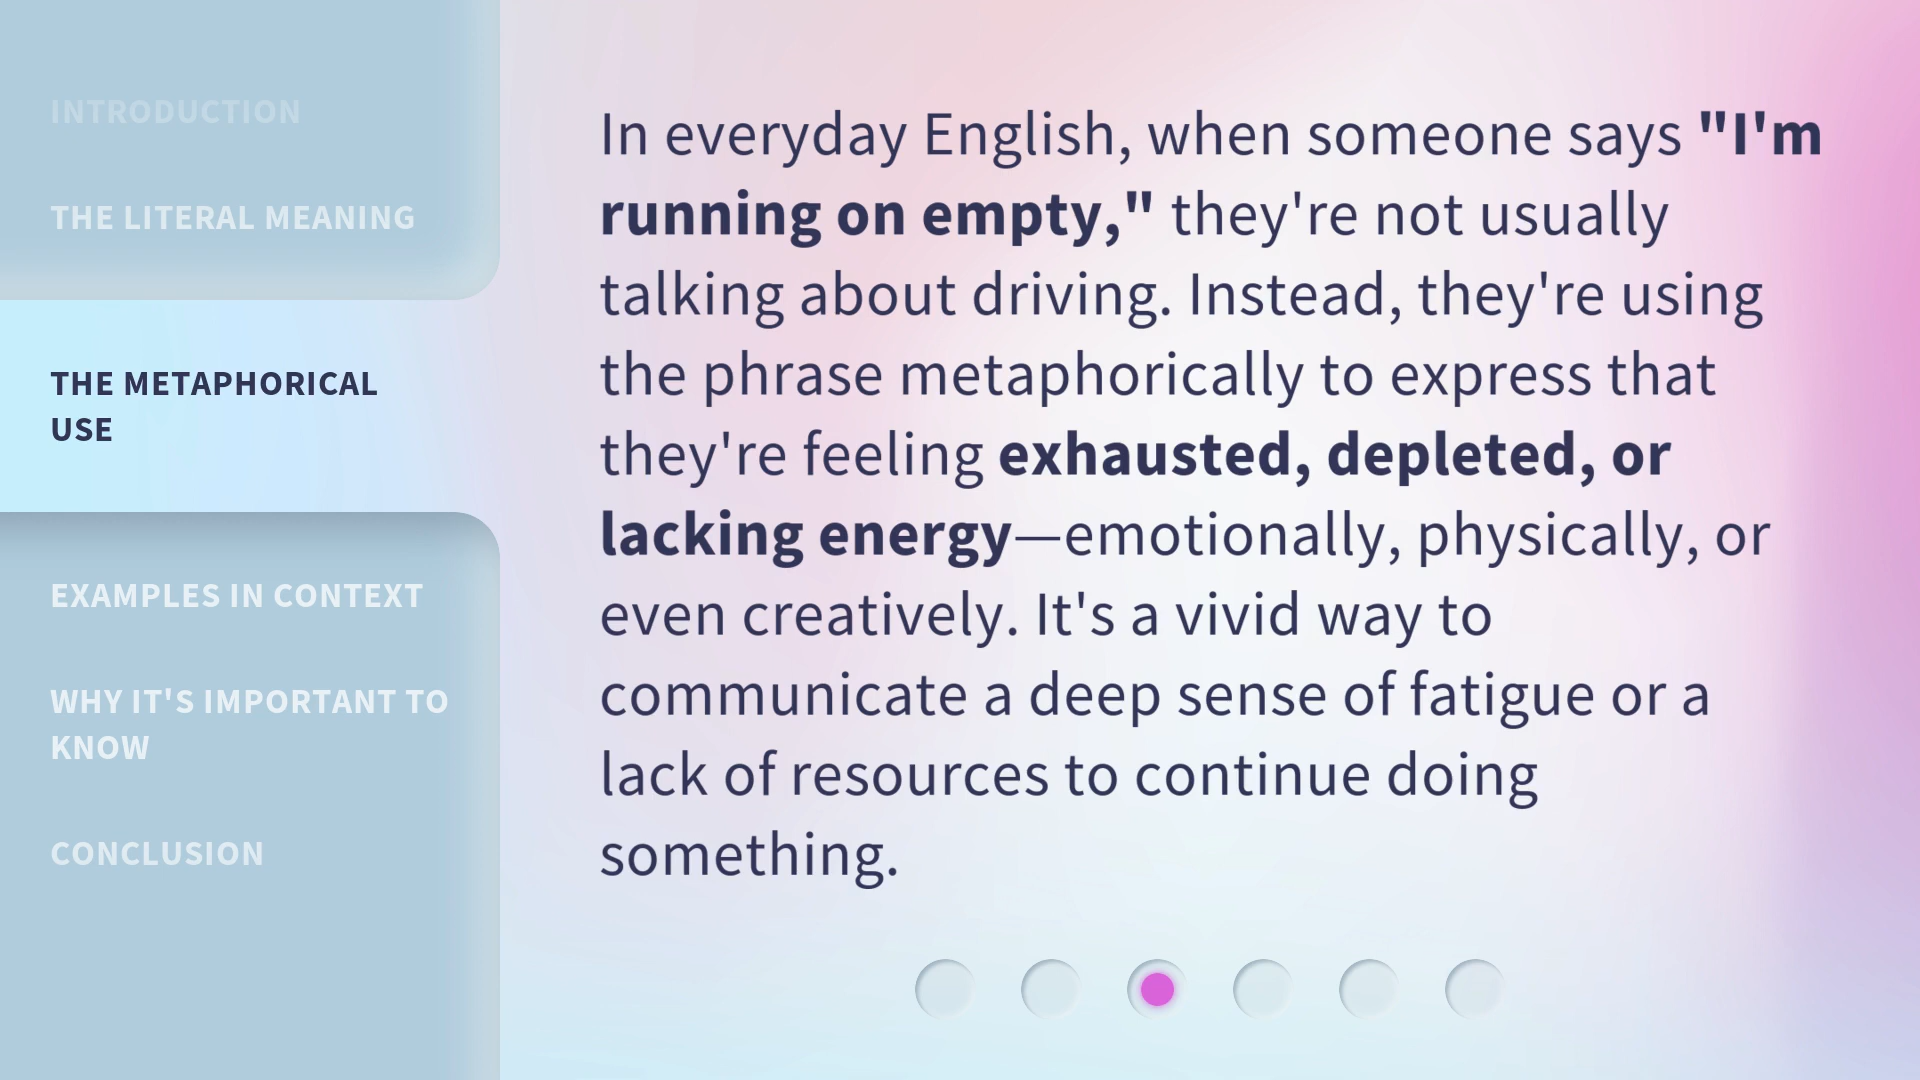 INTRODUCTION
THE LITERAL MEANING
THE METAPHORICAL
USE
EXAMPLES IN CONTEXT
WHY IT'S IMPORTANT TO
KNOW
CONCLUSION
In everyday English, when someone says "I'm
running on empty," they're not usually
talking about driving. Instead, they're using
the phrase metaphorically to express that
they're feeling exhausted, depleted, or
lacking energy—emotionally, physically, or
even creatively. It's a vivid way to
communicate a deep sense of fatigue or a
lack of resources to continue doing
something.